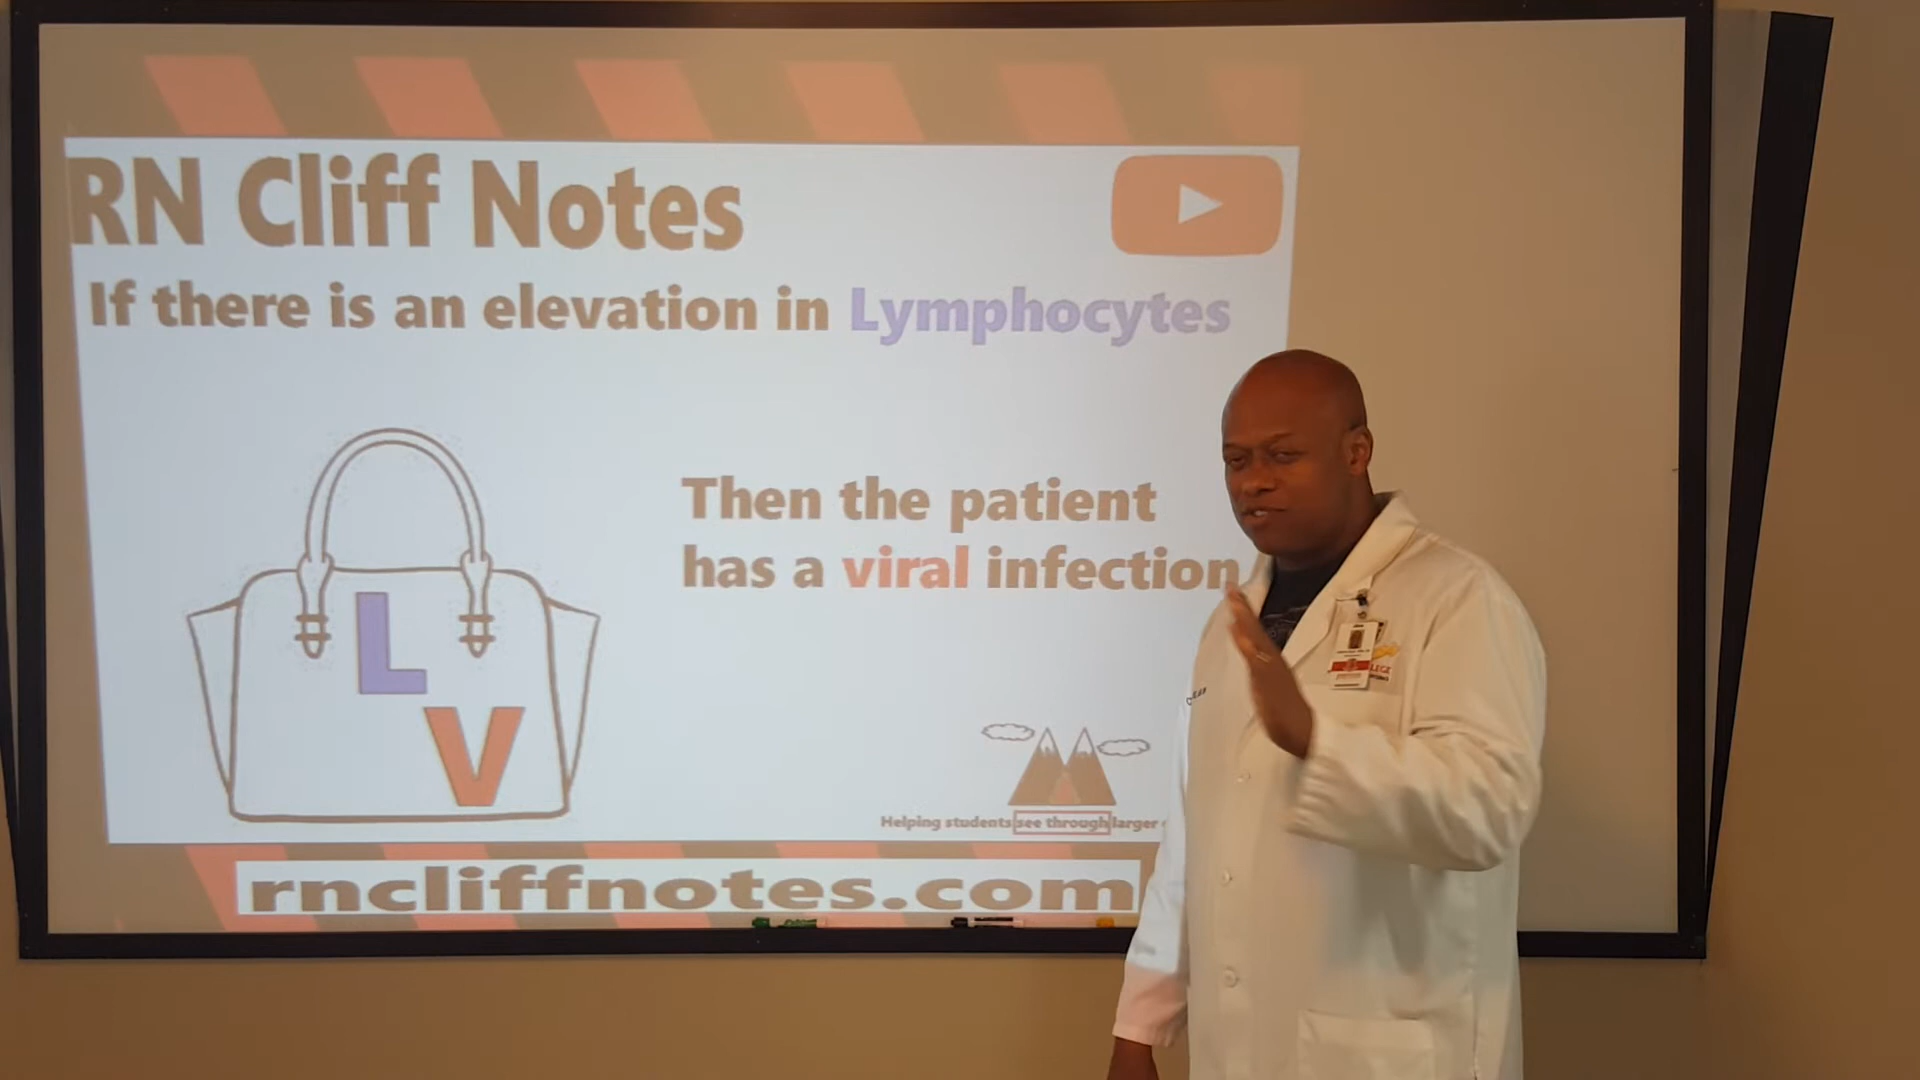 RN Cliff Notes
If there is an elevation in Lymphocytes
Then the patient
has a viral infection
L
V
Helping students see through larger
rncliffnotes.com